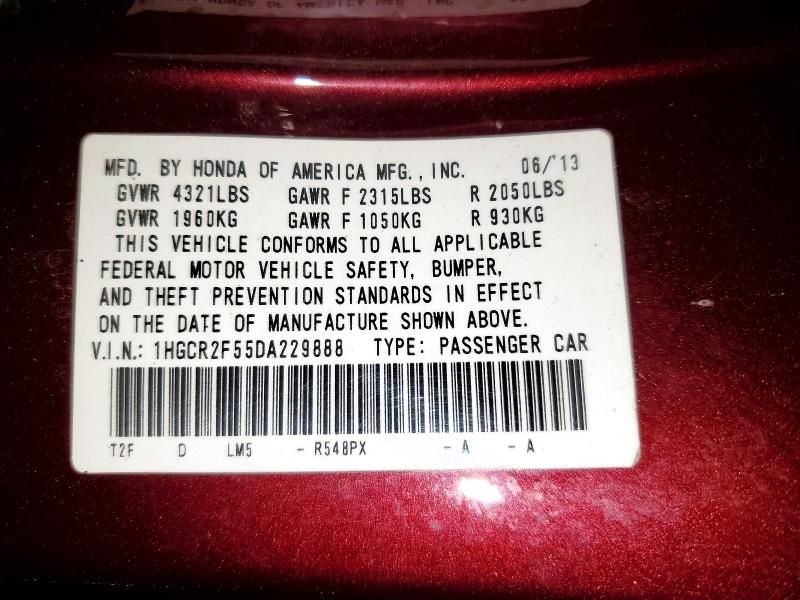 MFD. BY HONDA OF AMERICA MFG., INC. 06/'13
GVWR 4321LBS GAWR F 2315LBS R 2050LBS
GVWR 1960KG GAWR F 1050KG R 930KG
THIS VEHICLE CONFORMS TO ALL APPLICABLE
FEDERAL MOTOR VEHICLE SAFETY, BUMPER,
AND THEFT PREVENTION STANDARDS IN EFFECT
ON THE DATE OF MANUFACTURE SHOWN ABOVE.
V.I.N.: 1HGCR2F55DA229888 TYPE: PASSENGER CAR
T2F D LM5 - R548PX - A - A